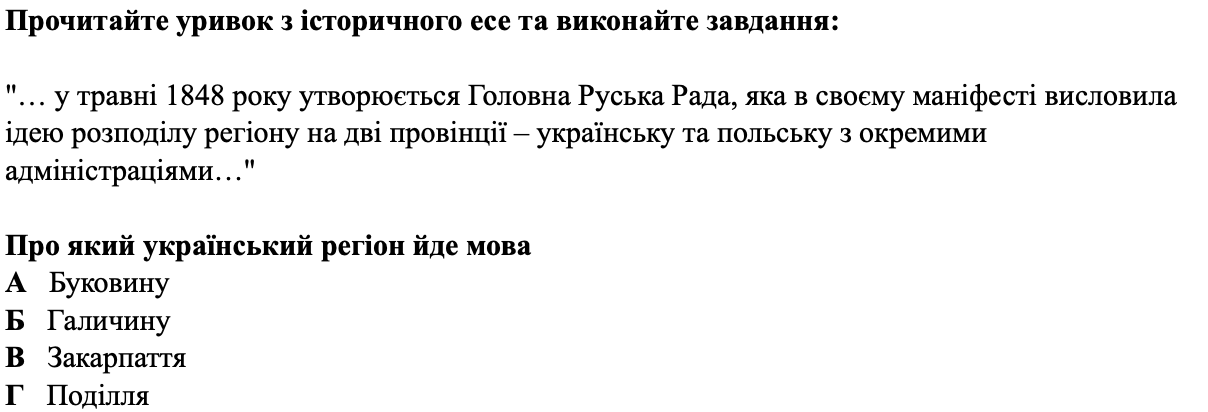 Прочитайте уривок з історичного есе та виконайте завдання:
"… у травні 1848 року утворюється Головна Руська Рада, яка в своєму маніфесті висловила
ідею розподілу регіону на дві провінції – українську та польську з окремими
адміністраціями…"
Про який український регіон йде мова
А Буковину
Б Галичину
В Закарпаття
Г Поділля